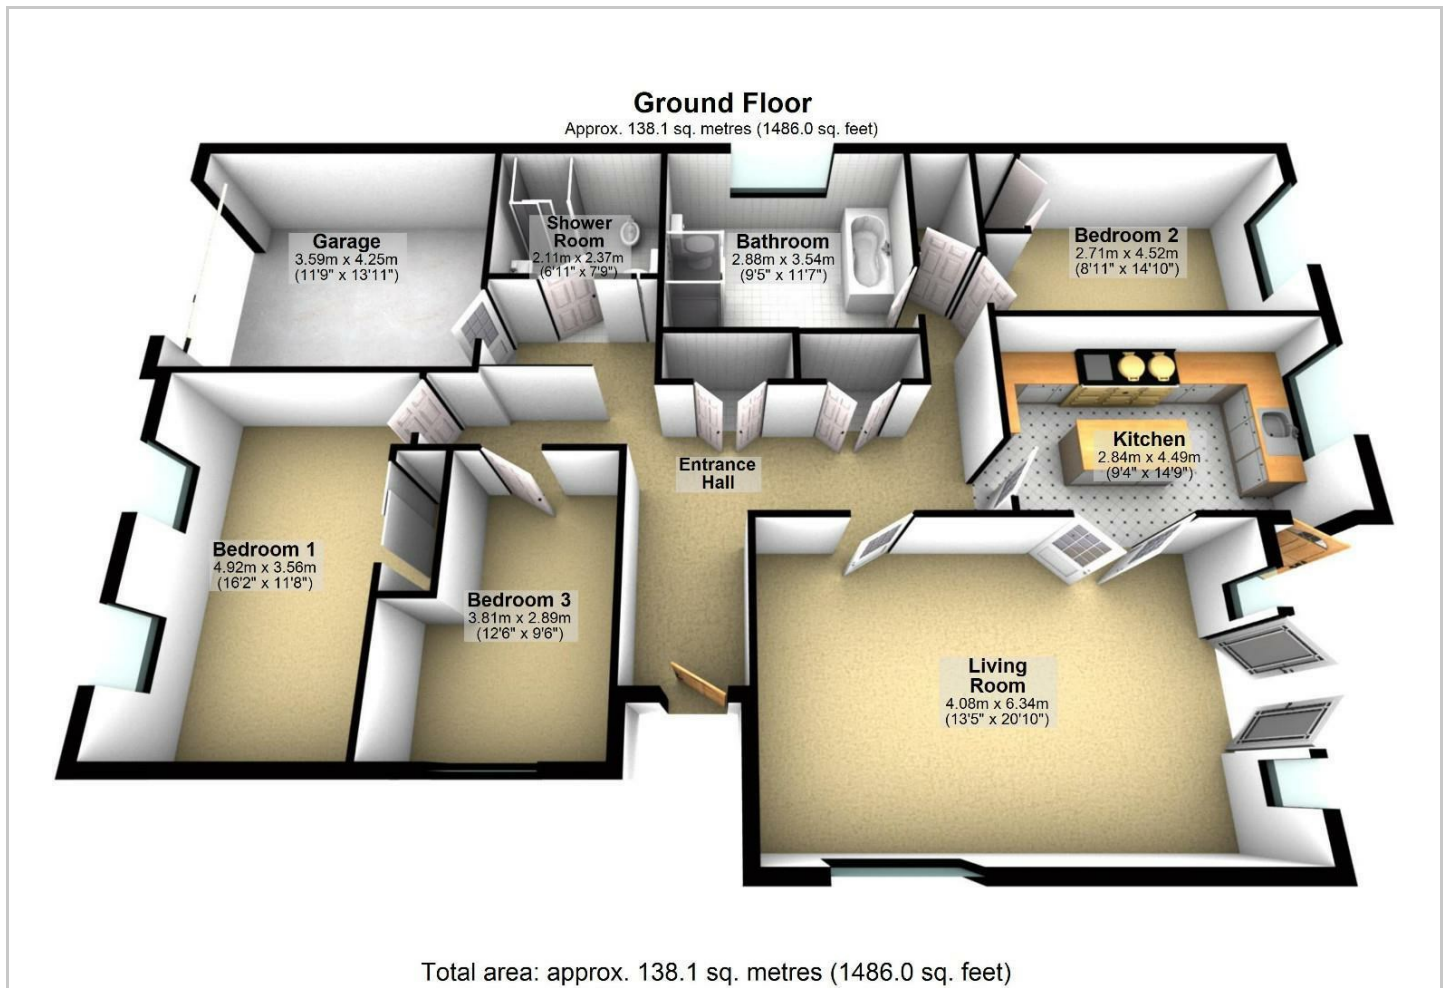 Ground Floor
Approx. 138.1 sq. metres (1486.0 sq. feet)
Garage
3.59m x 4.25m
(11'9" x 13'11")
Shower
Room
2.11m x 2.37m
(6'11" x 7'9")
Bathroom
2.88m x 3.54m
(9'5" x 11'7")
Bedroom 2
2.71m x 4.52m
(8'11" x 14'10")
Kitchen
2.84m x 4.49m
(9'4" x 14'9")
Entrance
Hall
Bedroom 1
4.92m x 3.56m
(16'2" x 11'8")
Bedroom 3
3.81m x 2.89m
(12'6" x 9'6")
Living
Room
4.08m x 6.34m
(13'5" x 20'10")
Total area: approx. 138.1 sq. metres (1486.0 sq. feet)